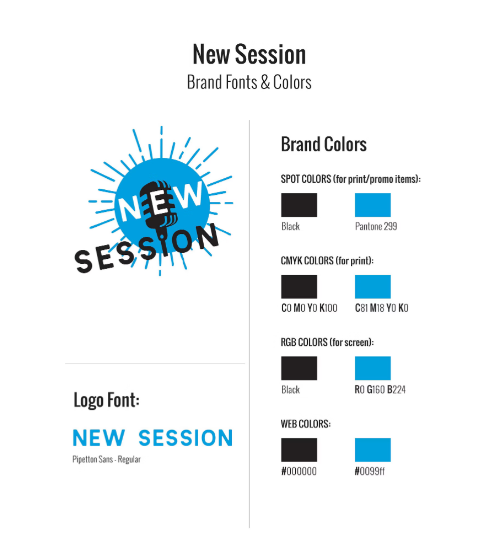 New Session
Brand Fonts & Colors
NEW
SESSION
Logo Font:
NEW SESSION
Pipetton Sans - Regular
Brand Colors
SPOT COLORS (for print/promo items):
Black Pantone 299
CMYK COLORS (for print):
C0 M0 Y0 K100 C81 M18 Y0 K0
RGB COLORS (for screen):
Black R0 G160 B224
WEB COLORS:
#000000 #0099ff